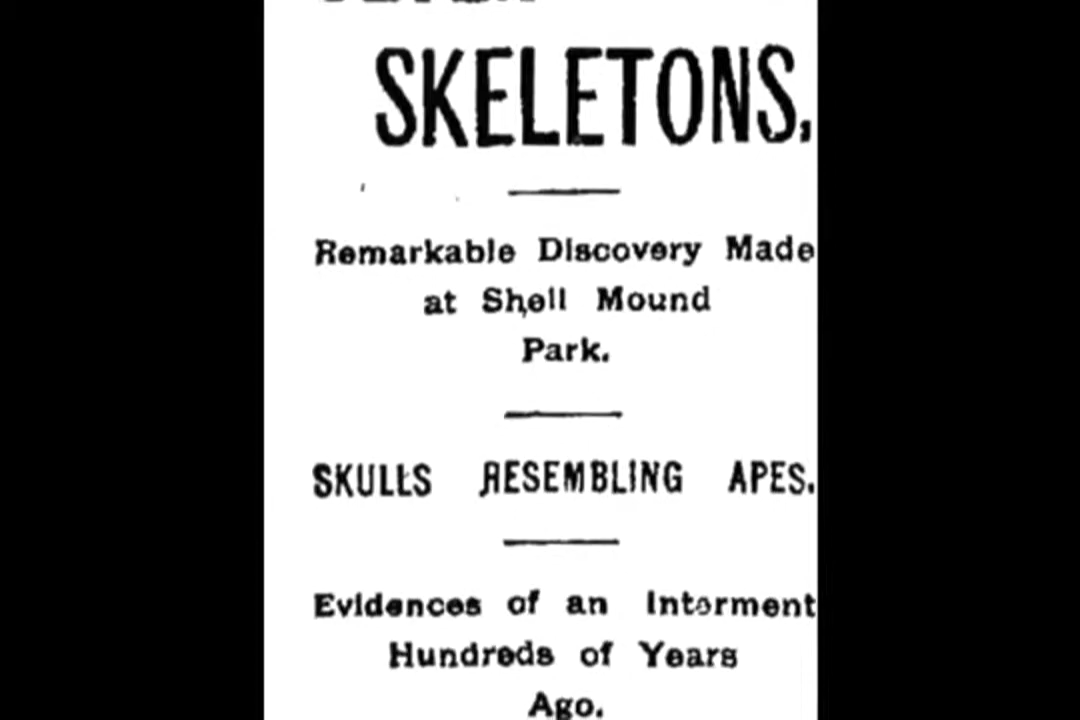 SKELETONS.
Remarkable Discovery Made
at Shell Mound
Park.
SKULLS RESEMBLING APES.
Evidences of an Interment
Hundreds of Years
Ago.